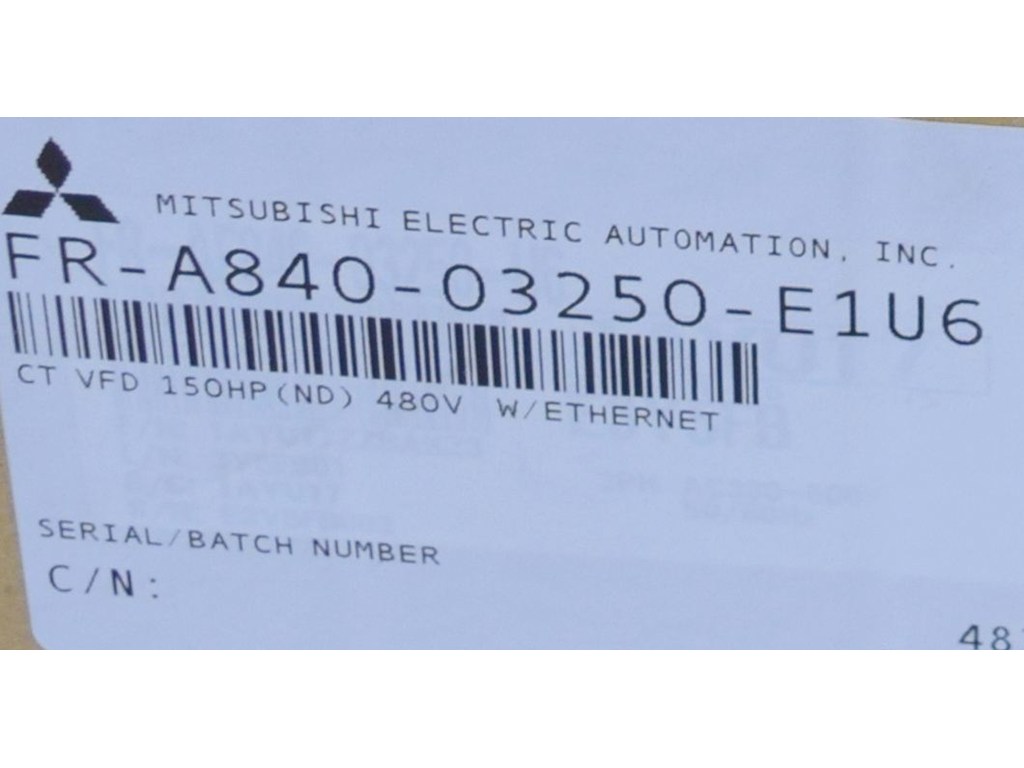 MITSUBISHI ELECTRIC AUTOMATION, INC.
FR-A840-03250-E1U6
CT VFD 150HP(ND) 480V W/ETHERNET
SERIAL/BATCH NUMBER
C/N: